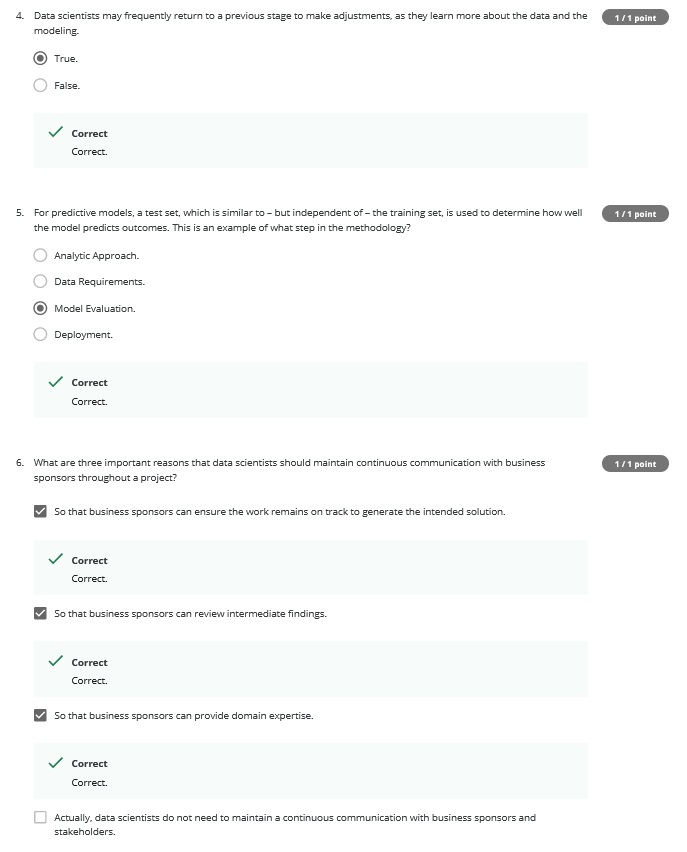 4. Data scientists may frequently return to a previous stage to make adjustments, as they learn more about the data and the
1 / 1 point
modeling.
True.
False.
Correct
Correct.
5. For predictive models, a test set, which is similar to – but independent of – the training set, is used to determine how well
1 / 1 point
the model predicts outcomes. This is an example of what step in the methodology?
Analytic Approach.
Data Requirements.
Model Evaluation.
Deployment.
Correct
Correct.
6. What are three important reasons that data scientists should maintain continuous communication with business
1 / 1 point
sponsors throughout a project?
So that business sponsors can ensure the work remains on track to generate the intended solution.
Correct
Correct.
So that business sponsors can review intermediate findings.
Correct
Correct.
So that business sponsors can provide domain expertise.
Correct
Correct.
Actually, data scientists do not need to maintain a continuous communication with business sponsors and
stakeholders.